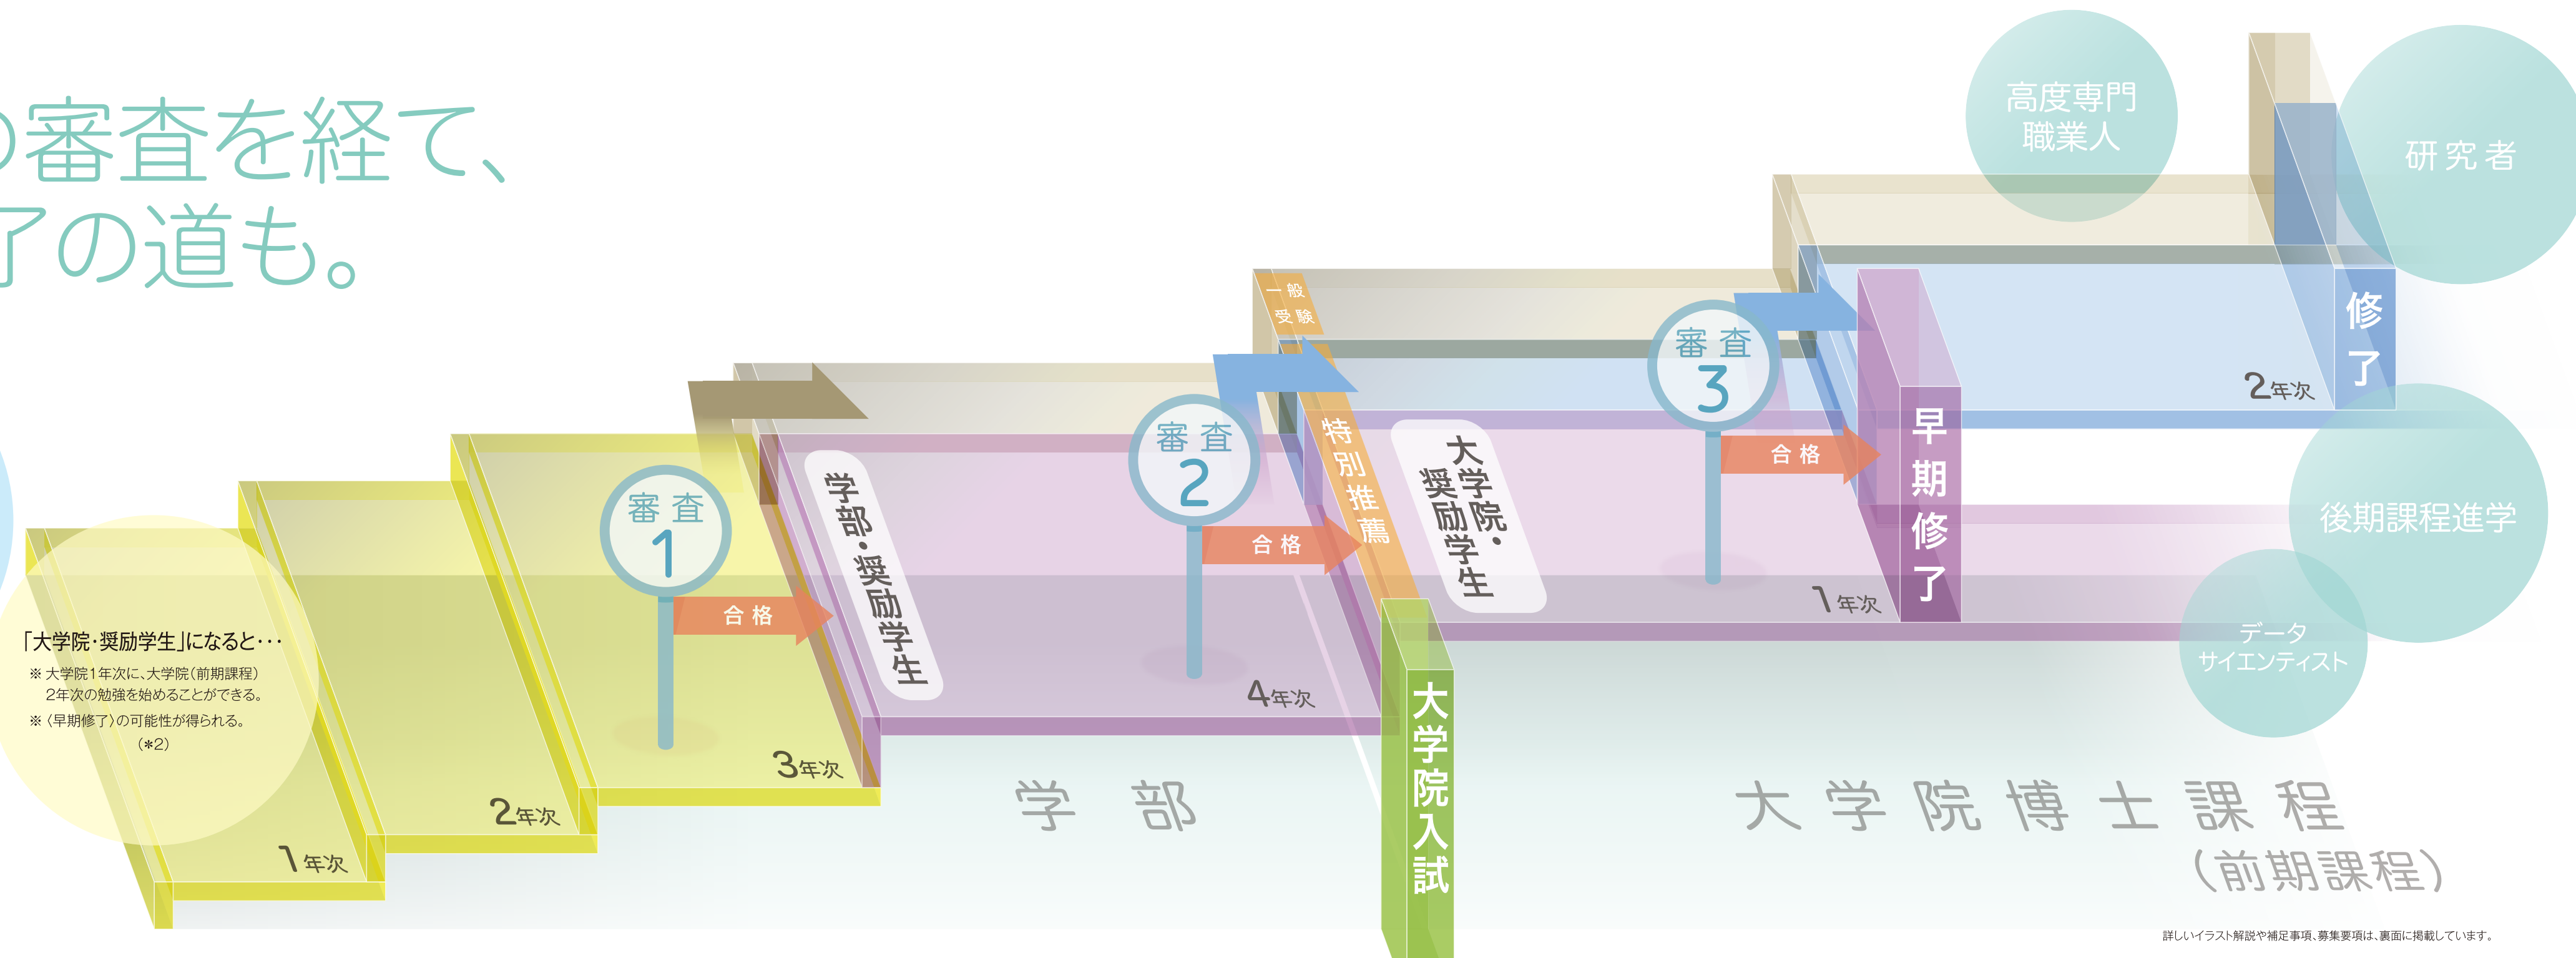 の審査を経て、
了の道も。
「大学院・奨励学生」になると・・・
※ 大学院1年次に、大学院（前期課程）
2年次の勉強を始めることができる。
※〈早期修了〉の可能性が得られる。
（*2）
1年次
2年次
3年次
審査
1
合格
学部・奨励学生
4年次
審査
2
合格
一般
受験
特別推薦
大学院入試
大学院・
奨励学生
審査
3
合格
1年次
早期修了
2年次
修了
高度専門
職業人
研究者
後期課程進学
データ
サイエンティスト
学部
大学院博士課程
（前期課程）
詳しいイラスト解説や補足事項、募集要項は、裏面に掲載しています。